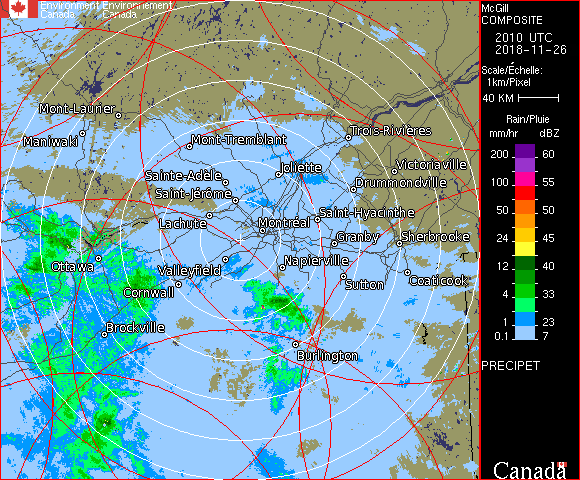 Environment Environnement
Canada Canada
McGill
COMPOSITE
2010 UTC
2018-11-26
Scale/Échelle:
1km/Pixel
40 KM
Rain/Pluie
mm/hr dBZ
200 60
100 55
50 50
24 45
12 40
4 33
1 23
0.1 7
PRECIPET
Canada
Mont-Laurier
Maniwaki
Mont-Tremblant
Trois-Rivières
Joliette
Victoriaville
Sainte-Adèle
Drummondville
Saint-Jérôme
Lachute
Saint-Hyacinthe
Montréal
Granby
Sherbrooke
Ottawa
Valleyfield
Napierville
Sutton
Coaticook
Cornwall
Brockville
Burlington